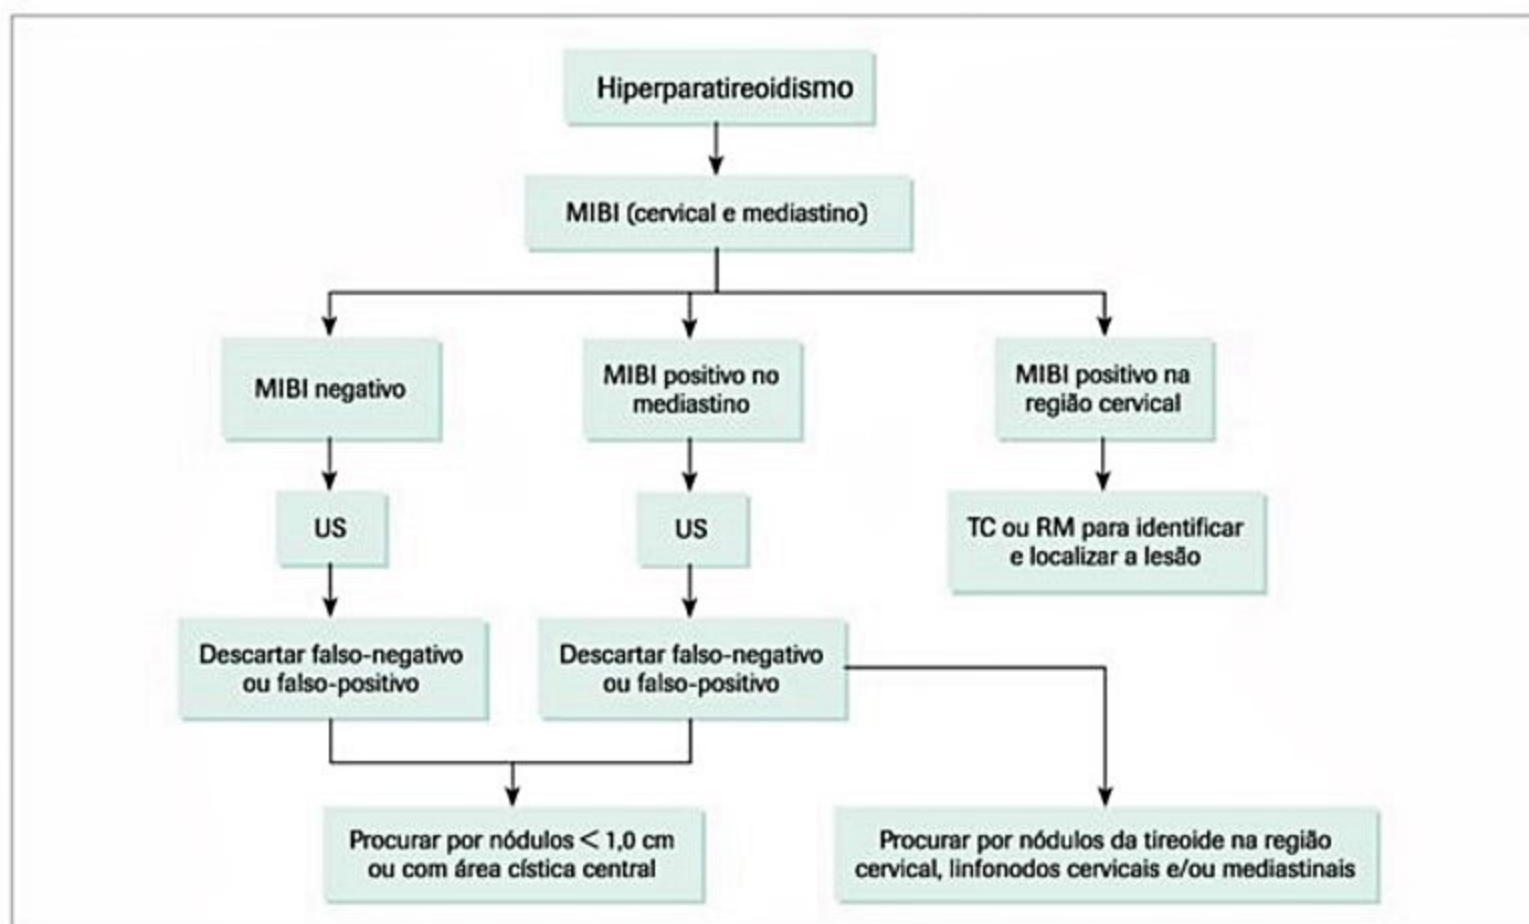 Hiperparatireoidismo
MIBI (cervical e mediastino)
MIBI negativo
MIBI positivo no
mediastino
MIBI positivo na
região cervical
US
US
TC ou RM para identificar
e localizar a lesão
Descartar falso-negativo
ou falso-positivo
Descartar falso-negativo
ou falso-positivo
Procurar por nódulos < 1,0 cm
ou com área cística central
Procurar por nódulos da tireoide na região
cervical, linfonodos cervicais e/ou mediastinais